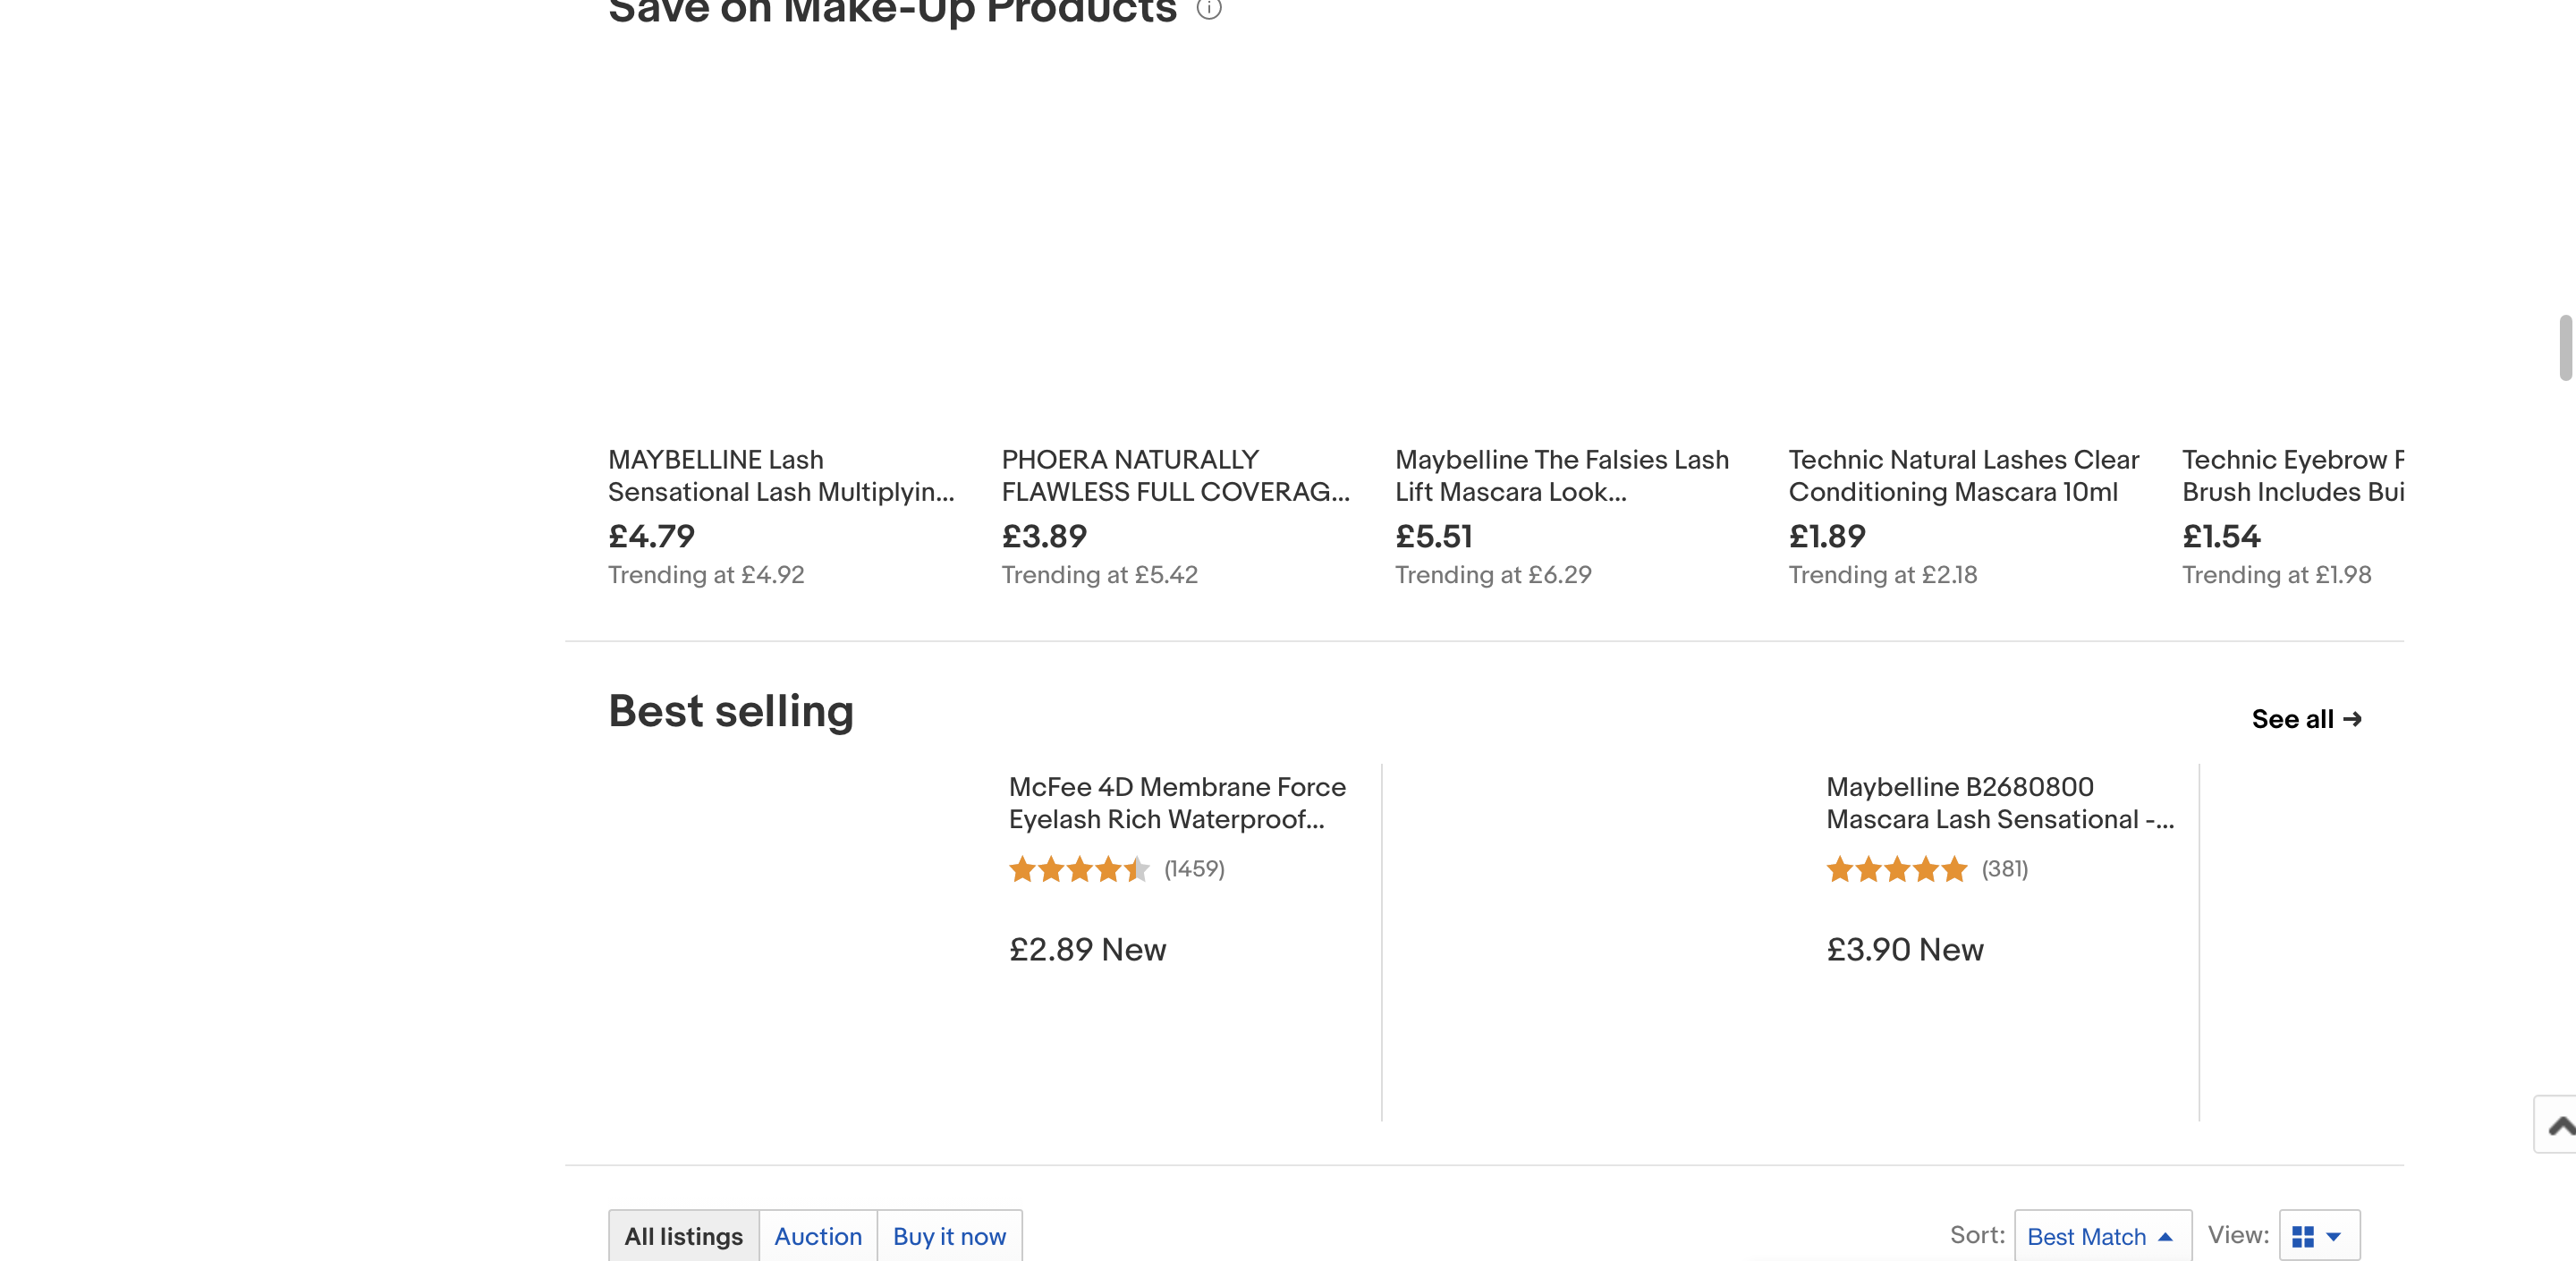 Save on Make-Up Products
MAYBELLINE Lash
Sensational Lash Multiplyin...
£4.79
Trending at £4.92
PHOERA NATURALLY
FLAWLESS FULL COVERAG...
£3.89
Trending at £5.42
Maybelline The Falsies Lash
Lift Mascara Look...
£5.51
Trending at £6.29
Technic Natural Lashes Clear
Conditioning Mascara 10ml
£1.89
Trending at £2.18
Technic Eyebrow
Brush Includes
£1.54
Trending at £1.98
Best selling
See all →
McFee 4D Membrane Force
Eyelash Rich Waterproof...
(1459)
£2.89 New
Maybelline B2680800
Mascara Lash Sensational -...
(381)
£3.90 New
All listings Auction Buy it now
Sort: Best Match View: